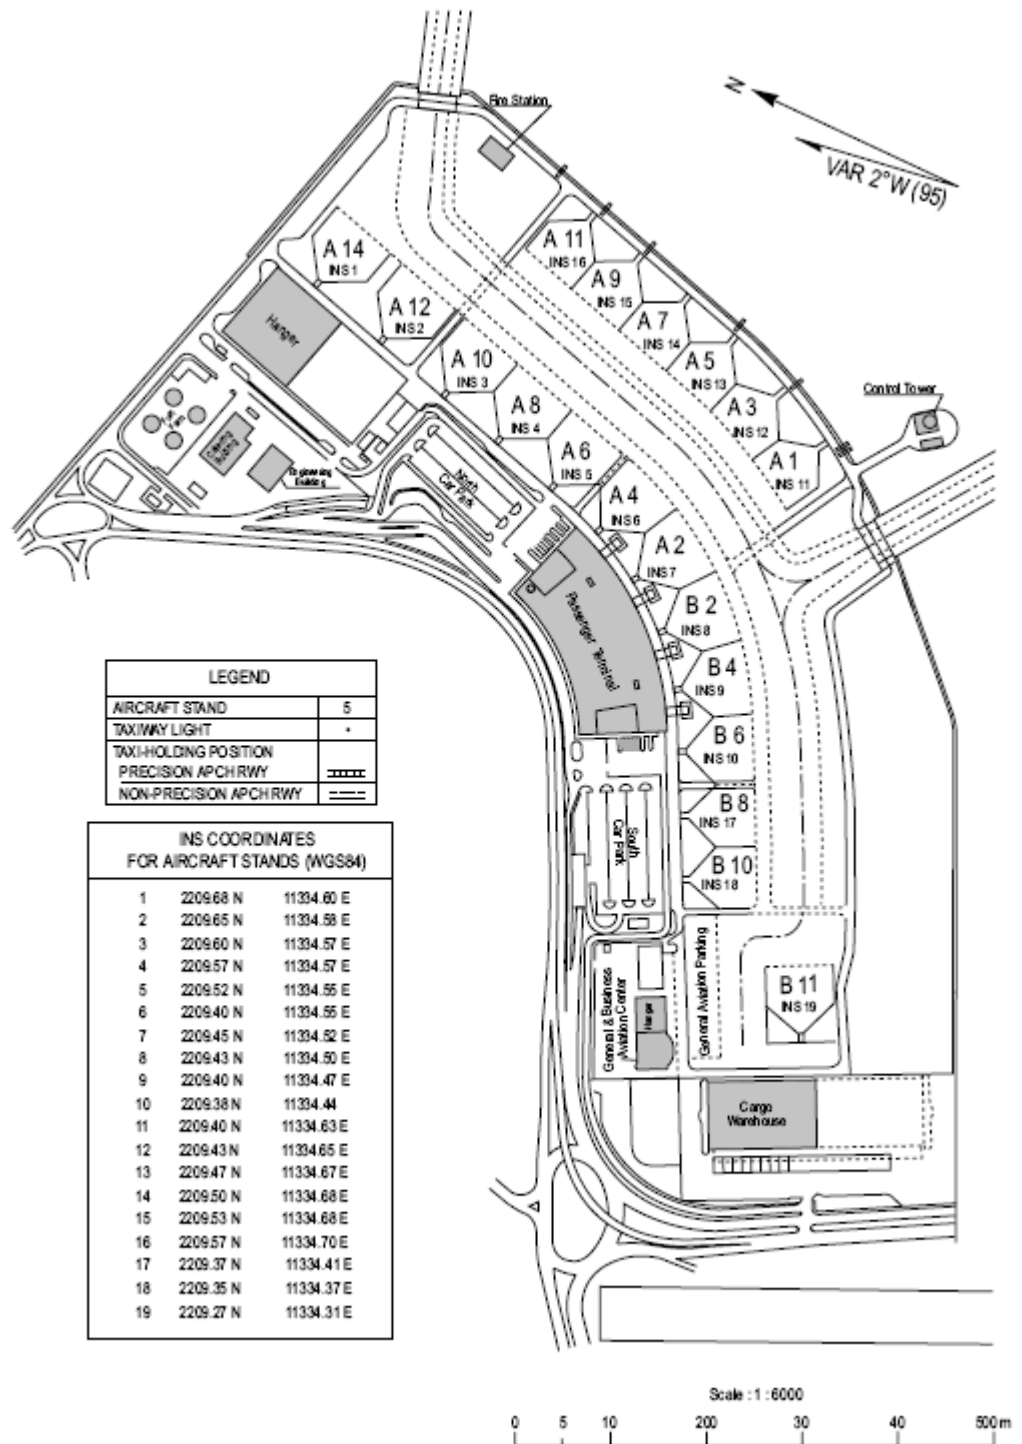 Fire Station
N
VAR 2°W (95)
A 14
INS 1
A 12
INS 2
A 10
INS 3
A 8
INS 4
A 6
INS 5
A 4
INS 6
A 2
INS 7
B 2
INS 8
B 4
INS 9
B 6
INS 10
B 8
INS 17
B 10
INS 18
B 11
INS 19
A 11
INS 16
A 9
INS 15
A 7
INS 14
A 5
INS 13
A 3
INS 12
A 1
INS 11
Control Tower
Hanger
Catering
Building
Engineering
Building
North
Car Park
Passenger Terminal
South
Car Park
General & Business
Aviation Center
Hanger
General Aviation Parking
Cargo
Warehouse
LEGEND
AIRCRAFT STAND 5
TAXIWAY LIGHT
TAXI-HOLDING POSITION
PRECISION APCH RWY
NON-PRECISION APCH RWY
INS COORDINATES
FOR AIRCRAFT STANDS (WGS84)
1 2209.68 N 11334.60 E
2 2209.65 N 11334.58 E
3 2209.60 N 11334.57 E
4 2209.57 N 11334.57 E
5 2209.52 N 11334.55 E
6 2209.40 N 11334.55 E
7 2209.45 N 11334.52 E
8 2209.43 N 11334.50 E
9 2209.40 N 11334.47 E
10 2209.38 N 11334.44
11 2209.40 N 11334.63 E
12 2209.43 N 11334.65 E
13 2209.47 N 11334.67 E
14 2209.50 N 11334.68 E
15 2209.53 N 11334.68 E
16 2209.57 N 11334.70 E
17 2209.37 N 11334.41 E
18 2209.35 N 11334.37 E
19 2209.27 N 11334.31 E
Scale : 1 : 6000
0 5 10 200 30 40 500 m